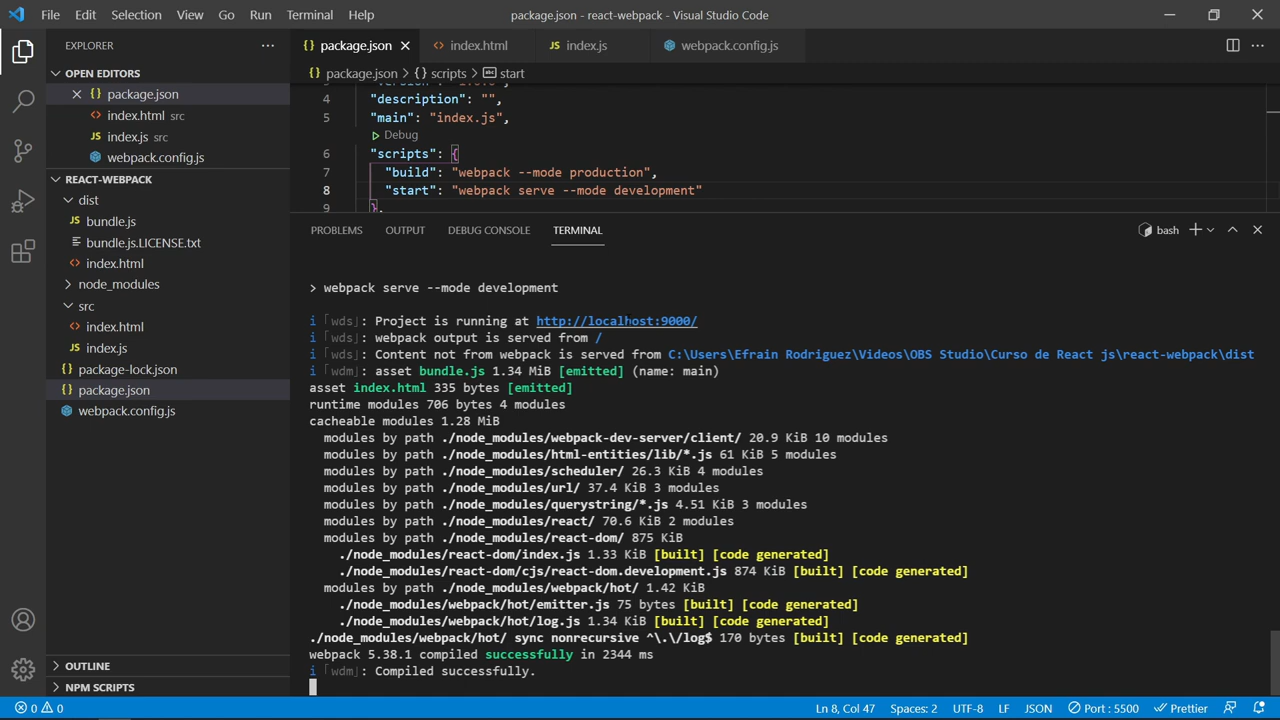 File Edit Selection View Go Run Terminal Help package.json - react-webpack - Visual Studio Code
EXPLORER
OPEN EDITORS
package.json
index.html src
index.js src
webpack.config.js
REACT-WEBPACK
dist
bundle.js
bundle.js.LICENSE.txt
index.html
node_modules
src
index.html
index.js
package-lock.json
package.json
webpack.config.js
OUTLINE
NPM SCRIPTS
package.json index.html index.js webpack.config.js
package.json > {} scripts > abc start
4 "description": "",
5 "main": "index.js",
Debug
6 "scripts": {
7 "build": "webpack --mode production",
8 "start": "webpack serve --mode development"
9 },
PROBLEMS OUTPUT DEBUG CONSOLE TERMINAL bash
> webpack serve --mode development
i ｢wds｣: Project is running at http://localhost:9000/
i ｢wds｣: webpack output is served from /
i ｢wds｣: Content not from webpack is served from C:\Users\Efrain Rodriguez\Videos\OBS Studio\Curso de React js\react-webpack\dist
i ｢wdm｣: asset bundle.js 1.34 MiB [emitted] (name: main)
asset index.html 335 bytes [emitted]
runtime modules 706 bytes 4 modules
cacheable modules 1.28 MiB
modules by path ./node_modules/webpack-dev-server/client/ 20.9 KiB 10 modules
modules by path ./node_modules/html-entities/lib/*.js 61 KiB 5 modules
modules by path ./node_modules/scheduler/ 26.3 KiB 4 modules
modules by path ./node_modules/url/ 37.4 KiB 3 modules
modules by path ./node_modules/querystring/*.js 4.51 KiB 3 modules
modules by path ./node_modules/react/ 70.6 KiB 2 modules
modules by path ./node_modules/react-dom/ 875 KiB
./node_modules/react-dom/index.js 1.33 KiB [built] [code generated]
./node_modules/react-dom/cjs/react-dom.development.js 874 KiB [built] [code generated]
modules by path ./node_modules/webpack/hot/ 1.42 KiB
./node_modules/webpack/hot/emitter.js 75 bytes [built] [code generated]
./node_modules/webpack/hot/log.js 1.34 KiB [built] [code generated]
./node_modules/webpack/hot/ sync nonrecursive ^\.\/log$ 170 bytes [built] [code generated]
webpack 5.38.1 compiled successfully in 2344 ms
i ｢wdm｣: Compiled successfully.
0 0 Ln 8, Col 47 Spaces: 2 UTF-8 LF JSON Port : 5500 Prettier